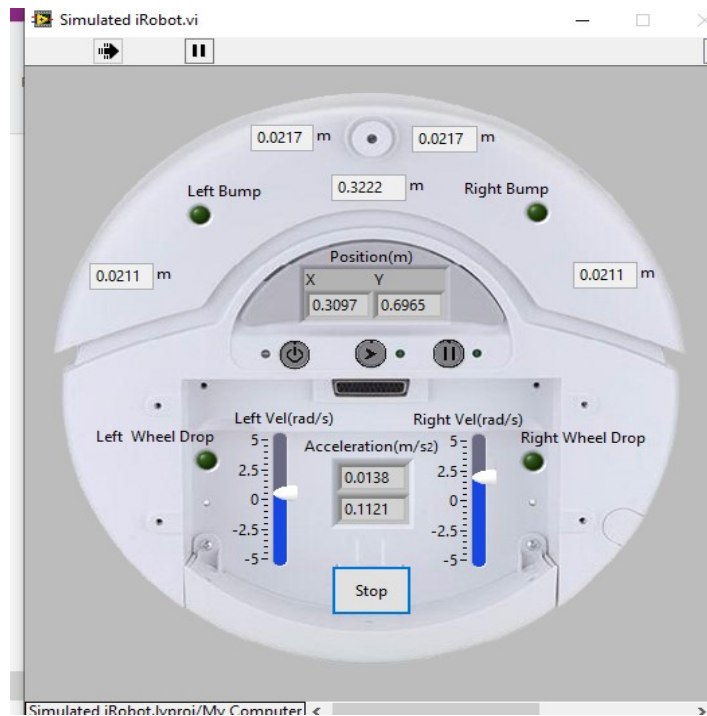 Simulated iRobot.vi
0.0217 m 0.0217 m
Left Bump 0.3222 m Right Bump
0.0211 m 0.0211 m
Position(m)
X Y
0.3097 0.6965
Left Vel(rad/s) Right Vel(rad/s)
Left Wheel Drop Acceleration(m/s2) Right Wheel Drop
5 5
2.5 0.0138 2.5
0 0.1121 0
-2.5 -2.5
-5 -5
Stop
Simulated iRobot.lvproj/My Computer